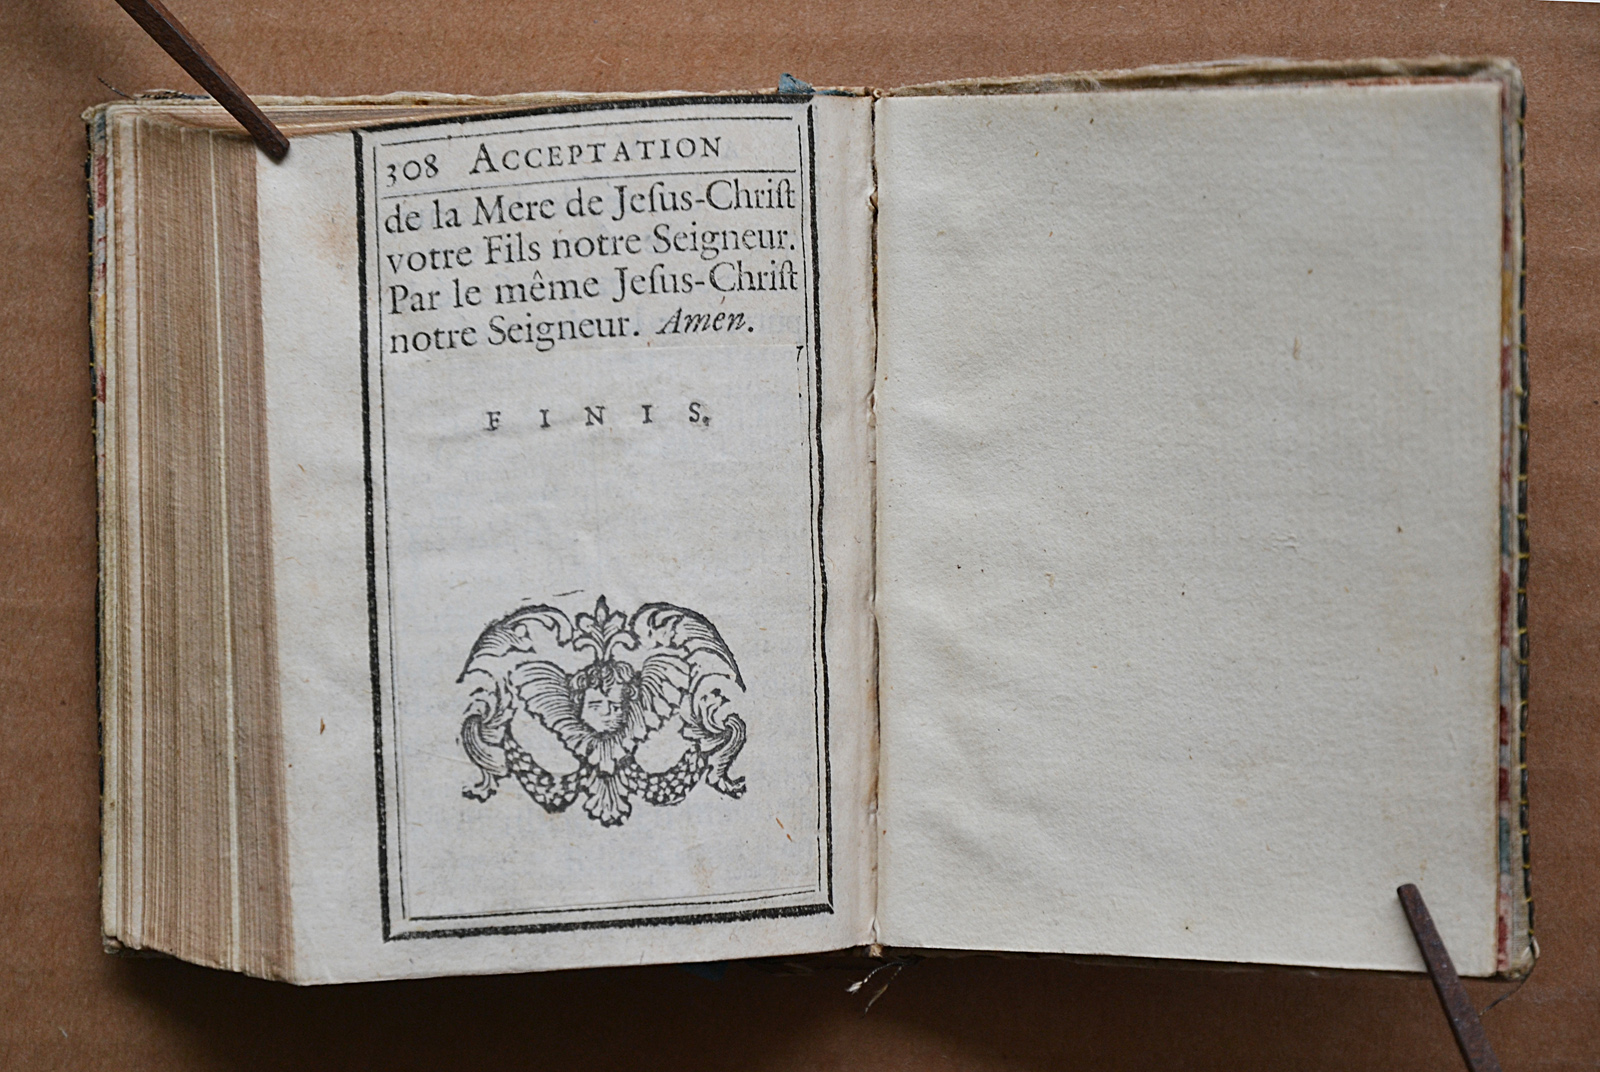 308 ACCEPTATION
de la Mere de Jeſus-Chriſt
votre Fils notre Seigneur.
Par le même Jeſus-Chriſt
notre Seigneur. Amen.
FINIS.